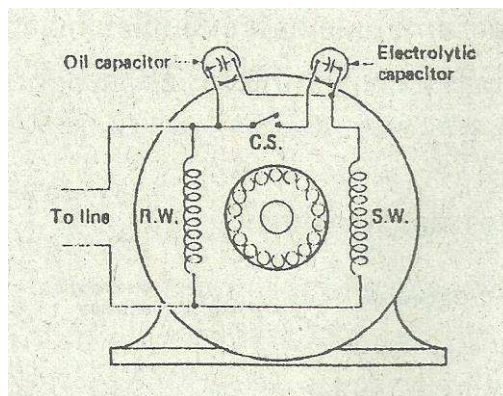 Oil capacitor
Electrolytic
capacitor
C.S.
To line
R.W.
S.W.